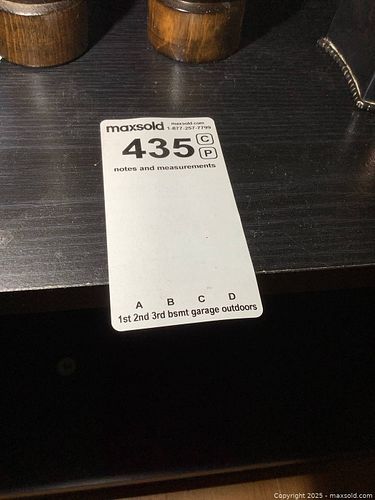 maxsold maxsold.com
1-877-257-7799
435 C
P
notes and measurements
A B C D
1st 2nd 3rd bsmt garage outdoors
Copyright 2025 - maxsold.com